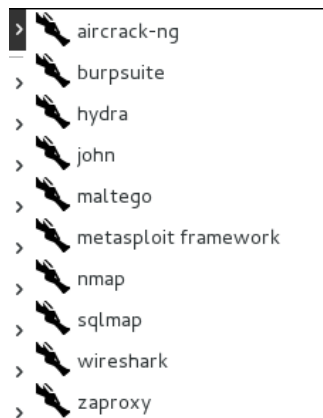 aircrack-ng
burpsuite
hydra
john
maltego
metasploit framework
nmap
sqlmap
wireshark
zaproxy